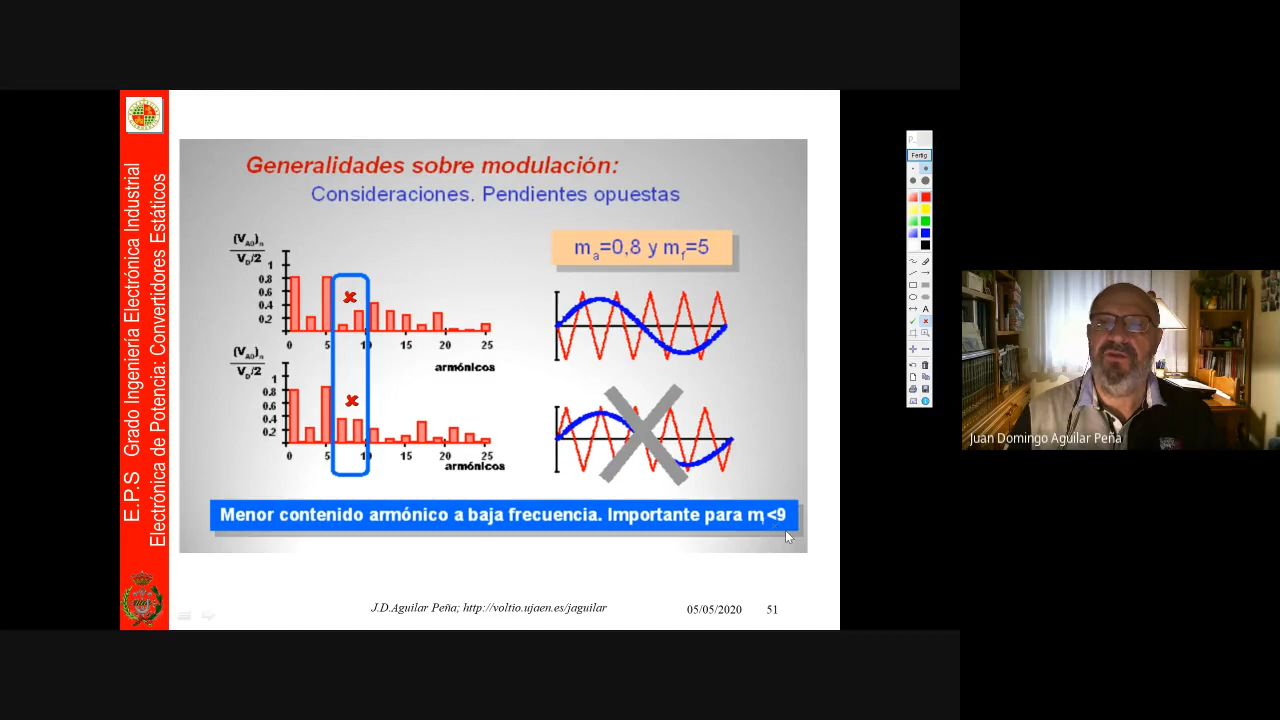 E.P.S Grado Ingeniería Electrónica Industrial
Electrónica de Potencia: Convertidores Estáticos
Generalidades sobre modulación:
Consideraciones. Pendientes opuestas
(VA0)n
VD/2
1
0.8
0.6
0.4
0.2
0 5 10 15 20 25
armónicos
(VA0)n
VD/2
1
0.8
0.6
0.4
0.2
0 5 10 15 20 25
armónicos
ma=0,8 y mf=5
Menor contenido armónico a baja frecuencia. Importante para mf<9
J.D.Aguilar Peña; http://voltio.ujaen.es/jaguilar
05/05/2020 51
P...
Fertig
A
Juan Domingo Aguilar Peña